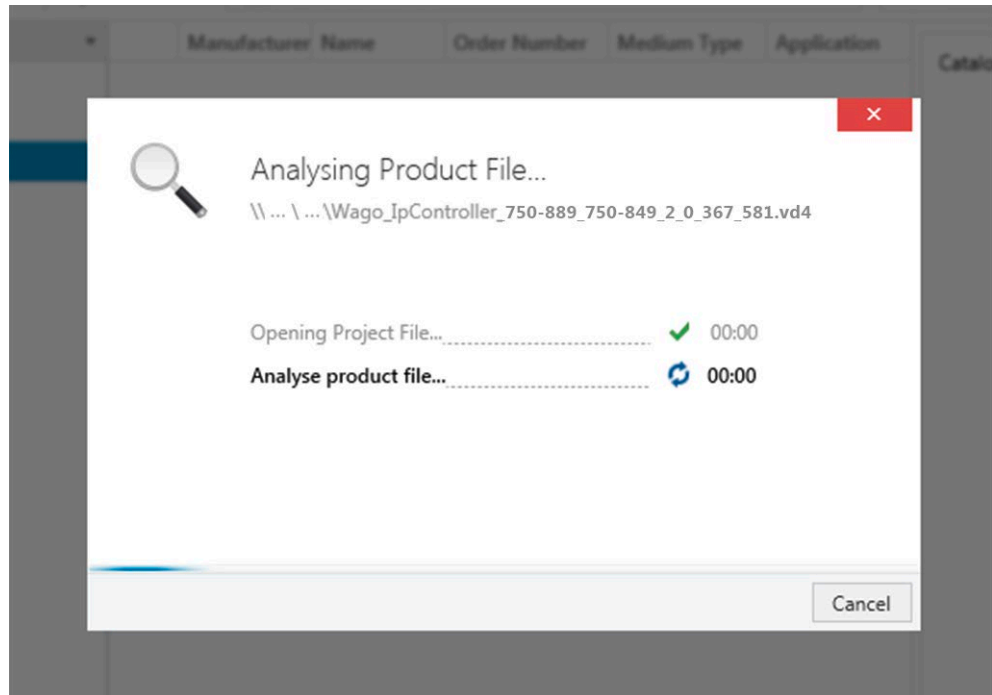 Manufacturer Name Order Number Medium Type Application
Catalo
Analysing Product File...
\\ ... \ ... \Wago_IpController_750-889_750-849_2_0_367_581.vd4
Opening Project File... 00:00
Analyse product file... 00:00
Cancel